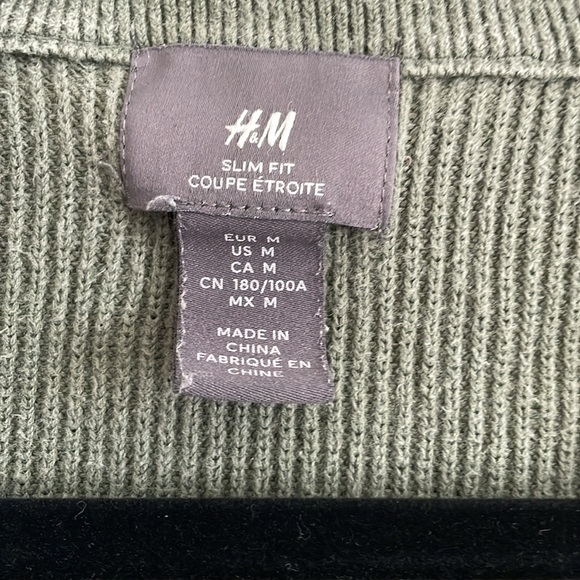 H&M
SLIM FIT
COUPE ÉTROITE
EUR M
US M
CA M
CN 180/100A
MX M
MADE IN
CHINA
FABRIQUÉ EN
CHINE